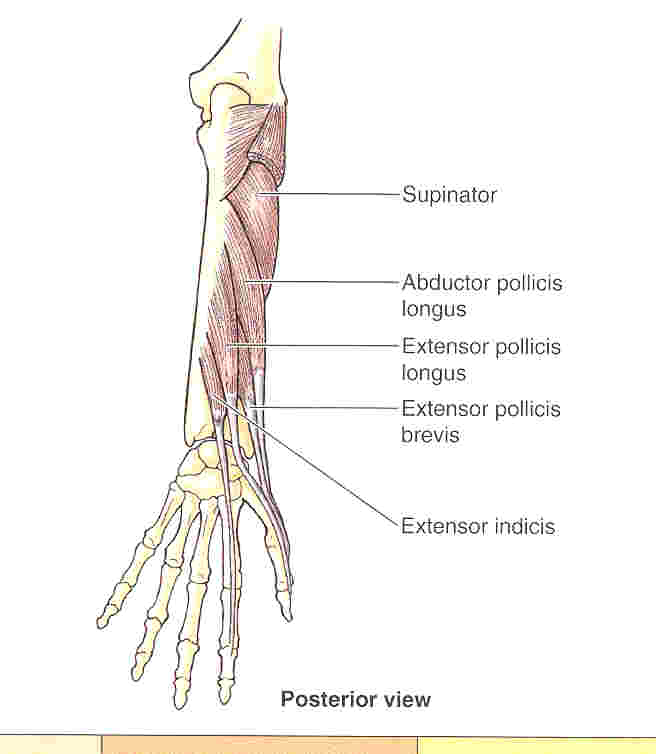 Supinator
Abductor pollicis
longus
Extensor pollicis
longus
Extensor pollicis
brevis
Extensor indicis
Posterior view